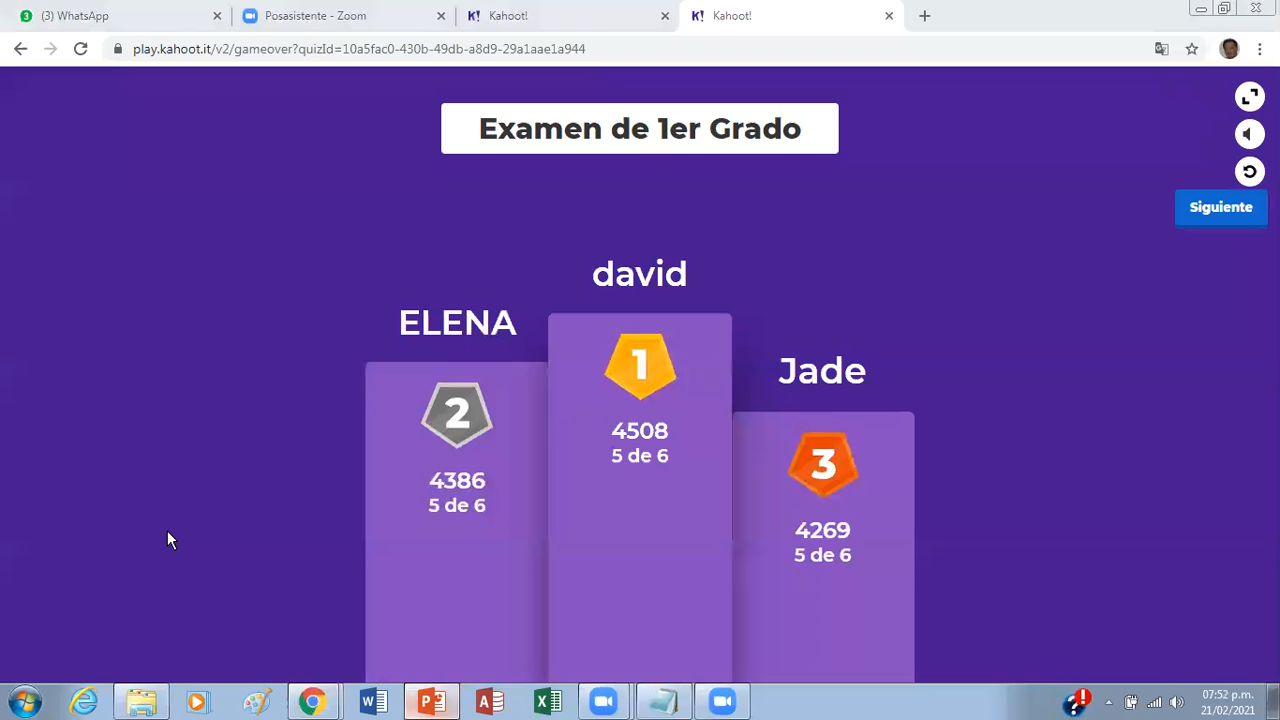 (3) WhatsApp
Posasistente - Zoom
K! Kahoot!
K! Kahoot!
play.kahoot.it/v2/gameover?quizId=10a5fac0-430b-49db-a8d9-29a1aae1a944
Examen de 1er Grado
Siguiente
david
ELENA
Jade
1
4508
5 de 6
2
4386
5 de 6
3
4269
5 de 6
07:52 p.m.
21/02/2021